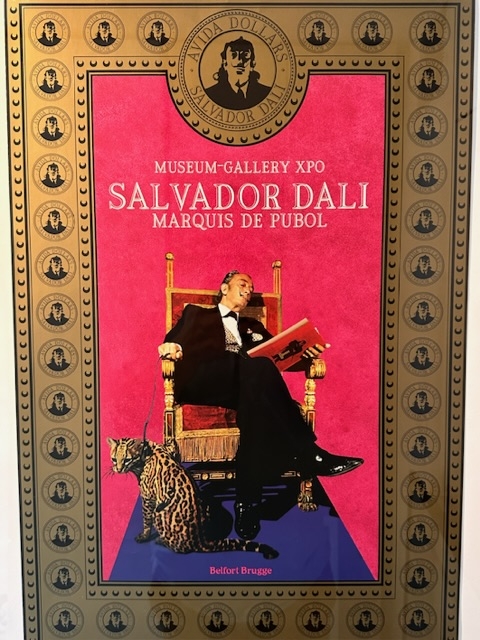 · AVIDA DOLLARS ·
SALVADOR DALI
MUSEUM-GALLERY XPO
SALVADOR DALI
MARQUIS DE PUBOL
Belfort Brugge